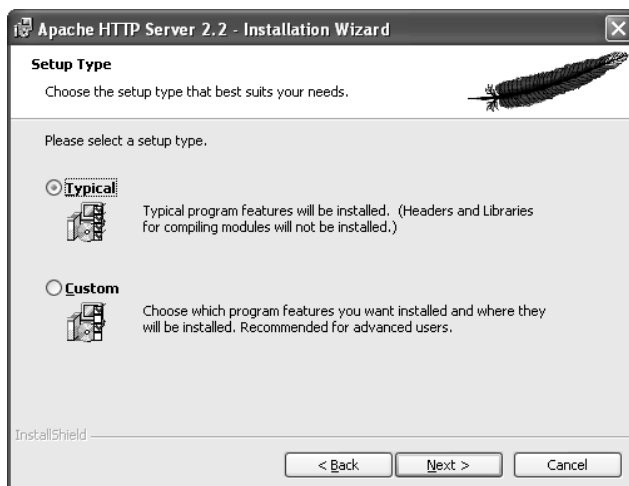 Apache HTTP Server 2.2 - Installation Wizard
Setup Type
Choose the setup type that best suits your needs.
Please select a setup type.
Typical
Typical program features will be installed. (Headers and Libraries
for compiling modules will not be installed.)
Custom
Choose which program features you want installed and where they
will be installed. Recommended for advanced users.
InstallShield
< Back
Next >
Cancel